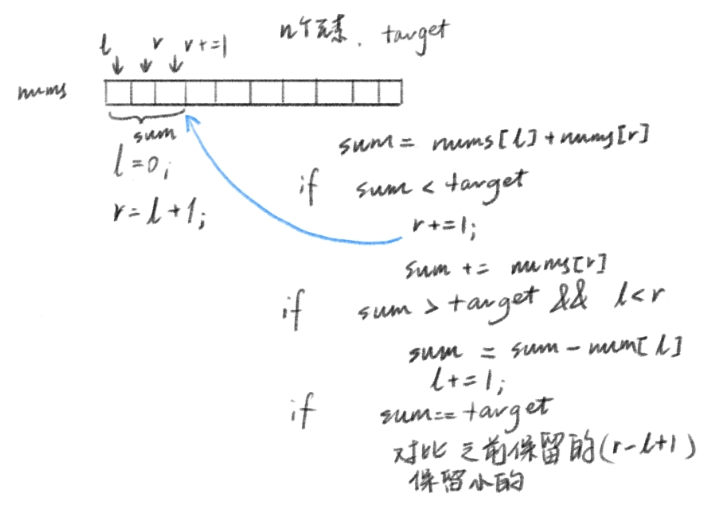 n个元素. target
l r r+=1
nums
sum
l=0;
r=l+1;
sum = nums[l]+nums[r]
if sum < target
r+=1;
sum += nums[r]
if sum > target && l<r
sum = sum-num[l]
l+=1;
if sum==target
对比之前保留的(r-l+1)
保留小的